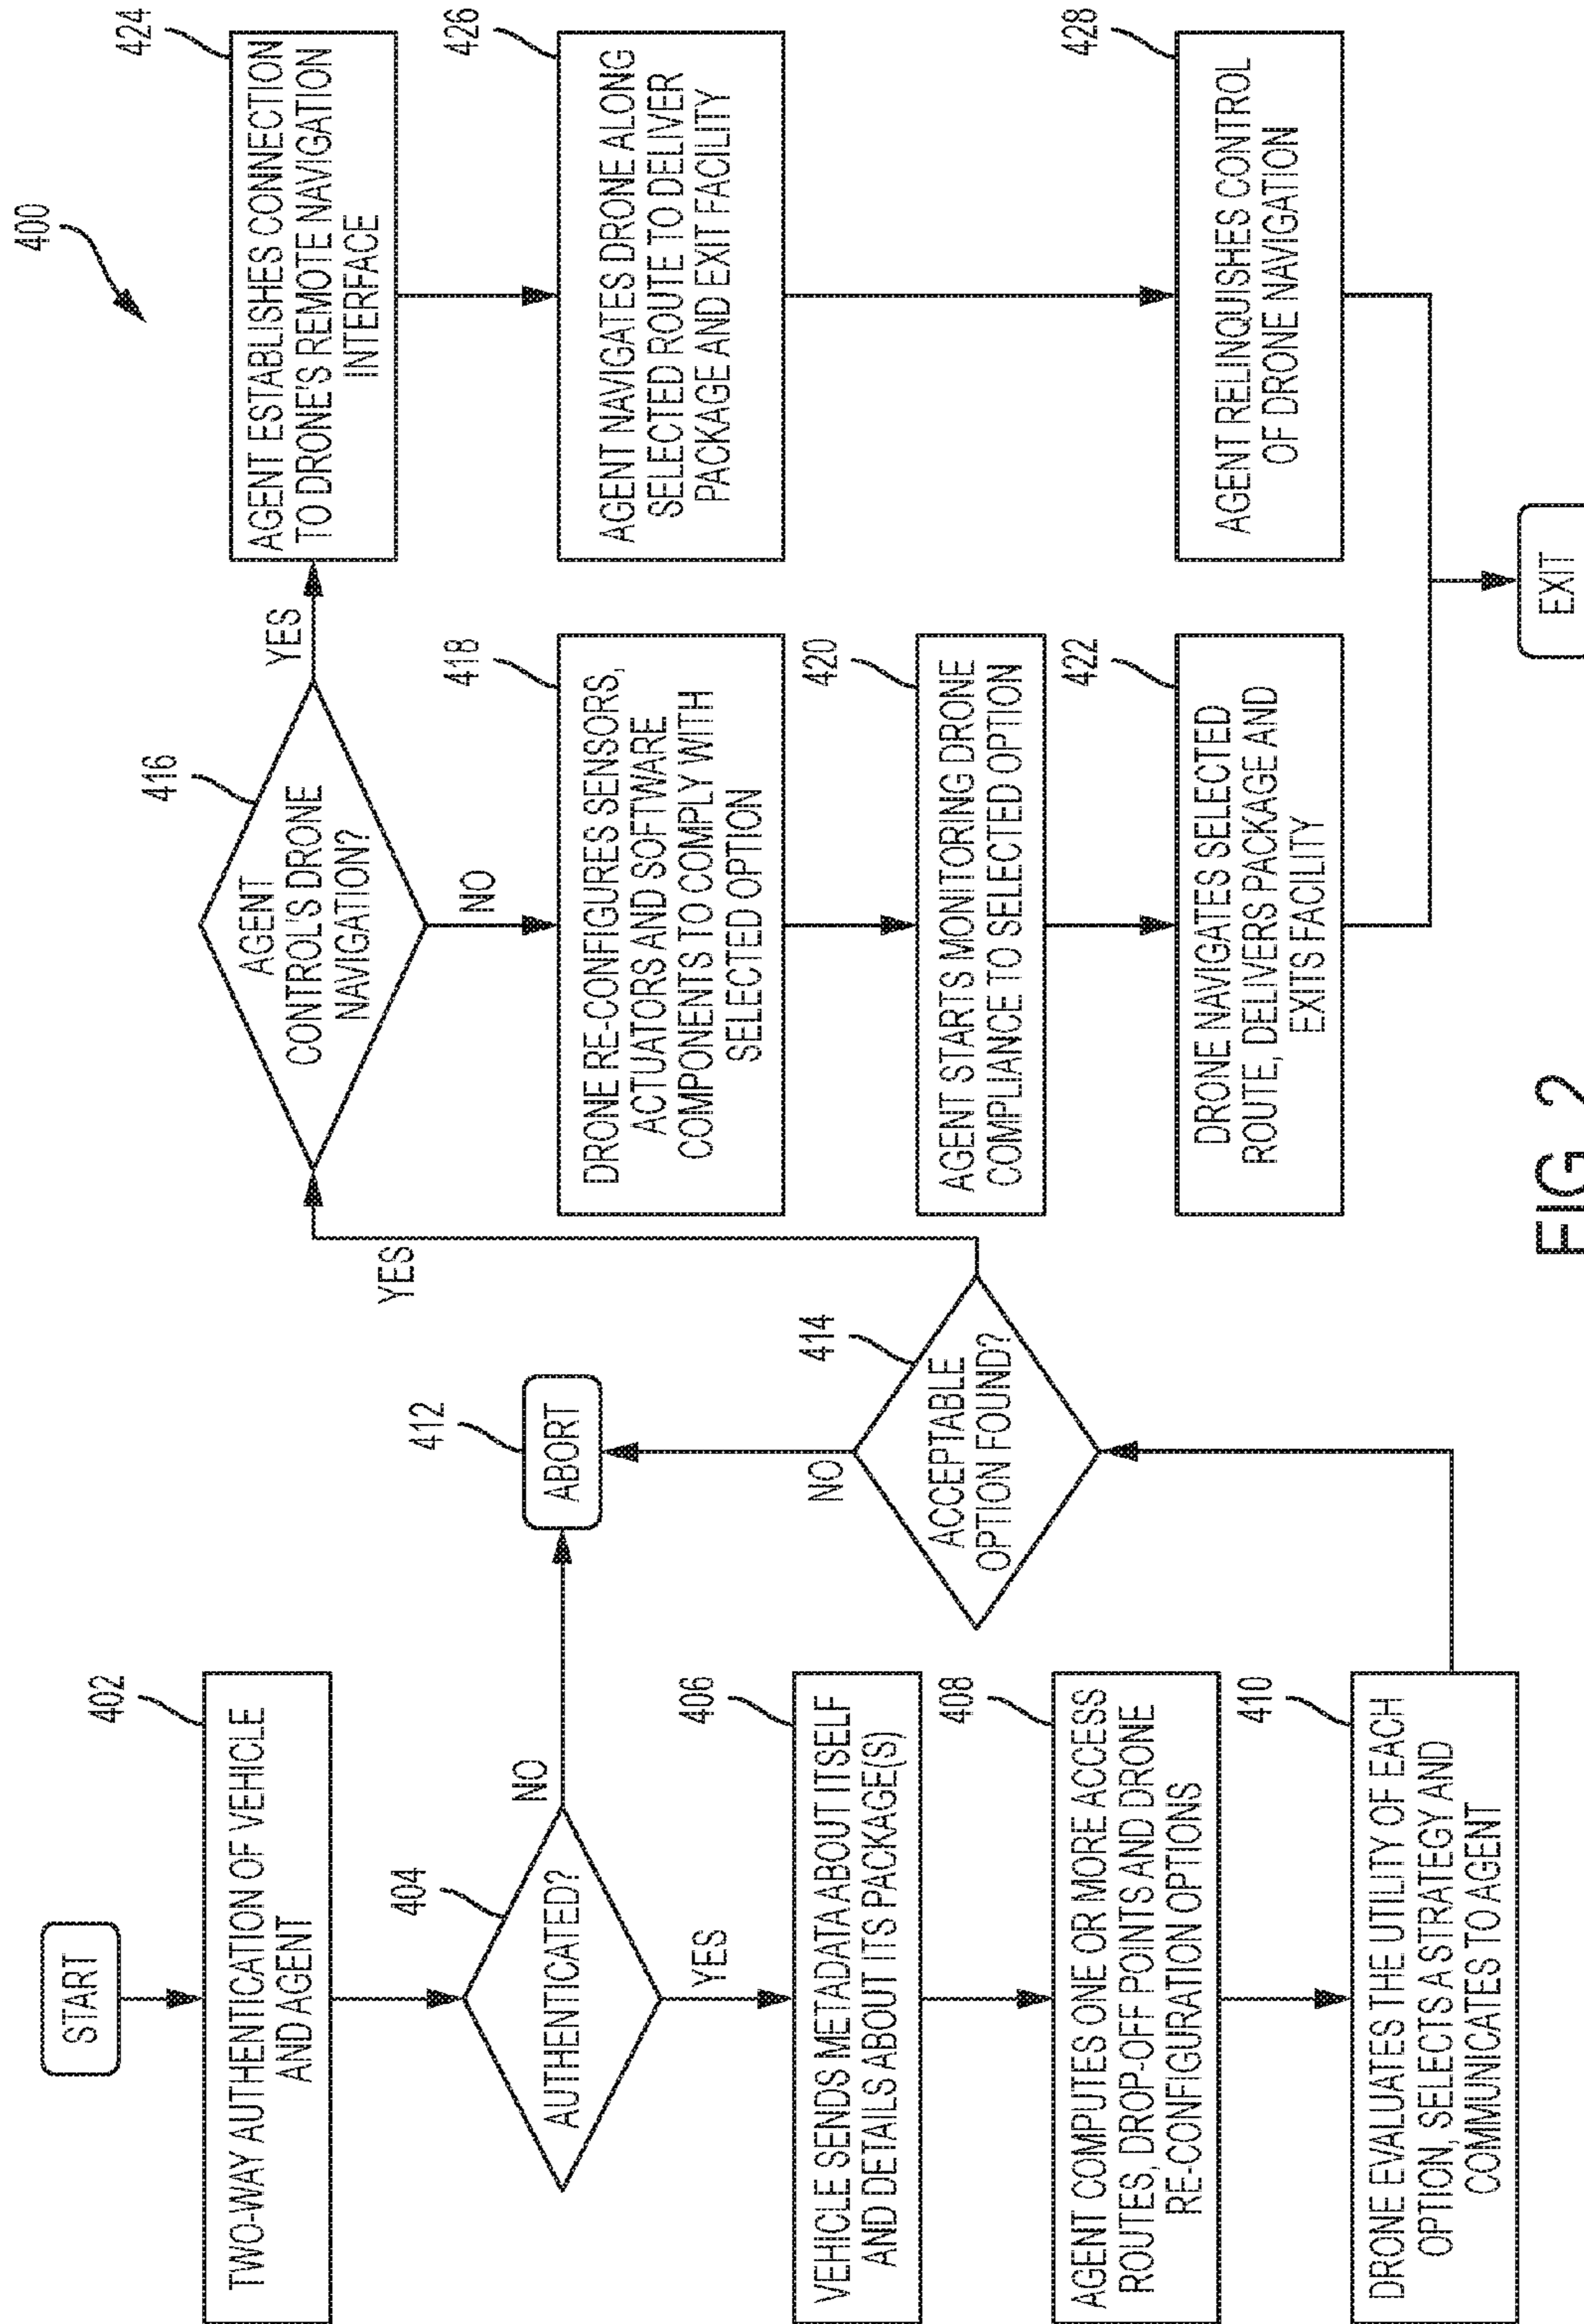 400
START
402
TWO-WAY AUTHENTICATION OF VEHICLE
AND AGENT
404
AUTHENTICATED?
NO
YES
406
VEHICLE SENDS METADATA ABOUT ITSELF
AND DETAILS ABOUT ITS PACKAGE(S)
408
AGENT COMPUTES ONE OR MORE ACCESS
ROUTES, DROP-OFF POINTS AND DRONE
RE-CONFIGURATION OPTIONS
410
DRONE EVALUATES THE UTILITY OF EACH
OPTION, SELECTS A STRATEGY AND
COMMUNICATES TO AGENT
412
ABORT
414
ACCEPTABLE
OPTION FOUND?
NO
YES
416
AGENT
CONTROL'S DRONE
NAVIGATION?
YES
NO
418
DRONE RE-CONFIGURES SENSORS,
ACTUATORS AND SOFTWARE
COMPONENTS TO COMPLY WITH
SELECTED OPTION
420
AGENT STARTS MONITORING DRONE
COMPLIANCE TO SELECTED OPTION
422
DRONE NAVIGATES SELECTED
ROUTE, DELIVERS PACKAGE AND
EXITS FACILITY
424
AGENT ESTABLISHES CONNECTION
TO DRONE'S REMOTE NAVIGATION
INTERFACE
426
AGENT NAVIGATES DRONE ALONG
SELECTED ROUTE TO DELIVER
PACKAGE AND EXIT FACILITY
428
AGENT RELINQUISHES CONTROL
OF DRONE NAVIGATION
EXIT
FIG. 2